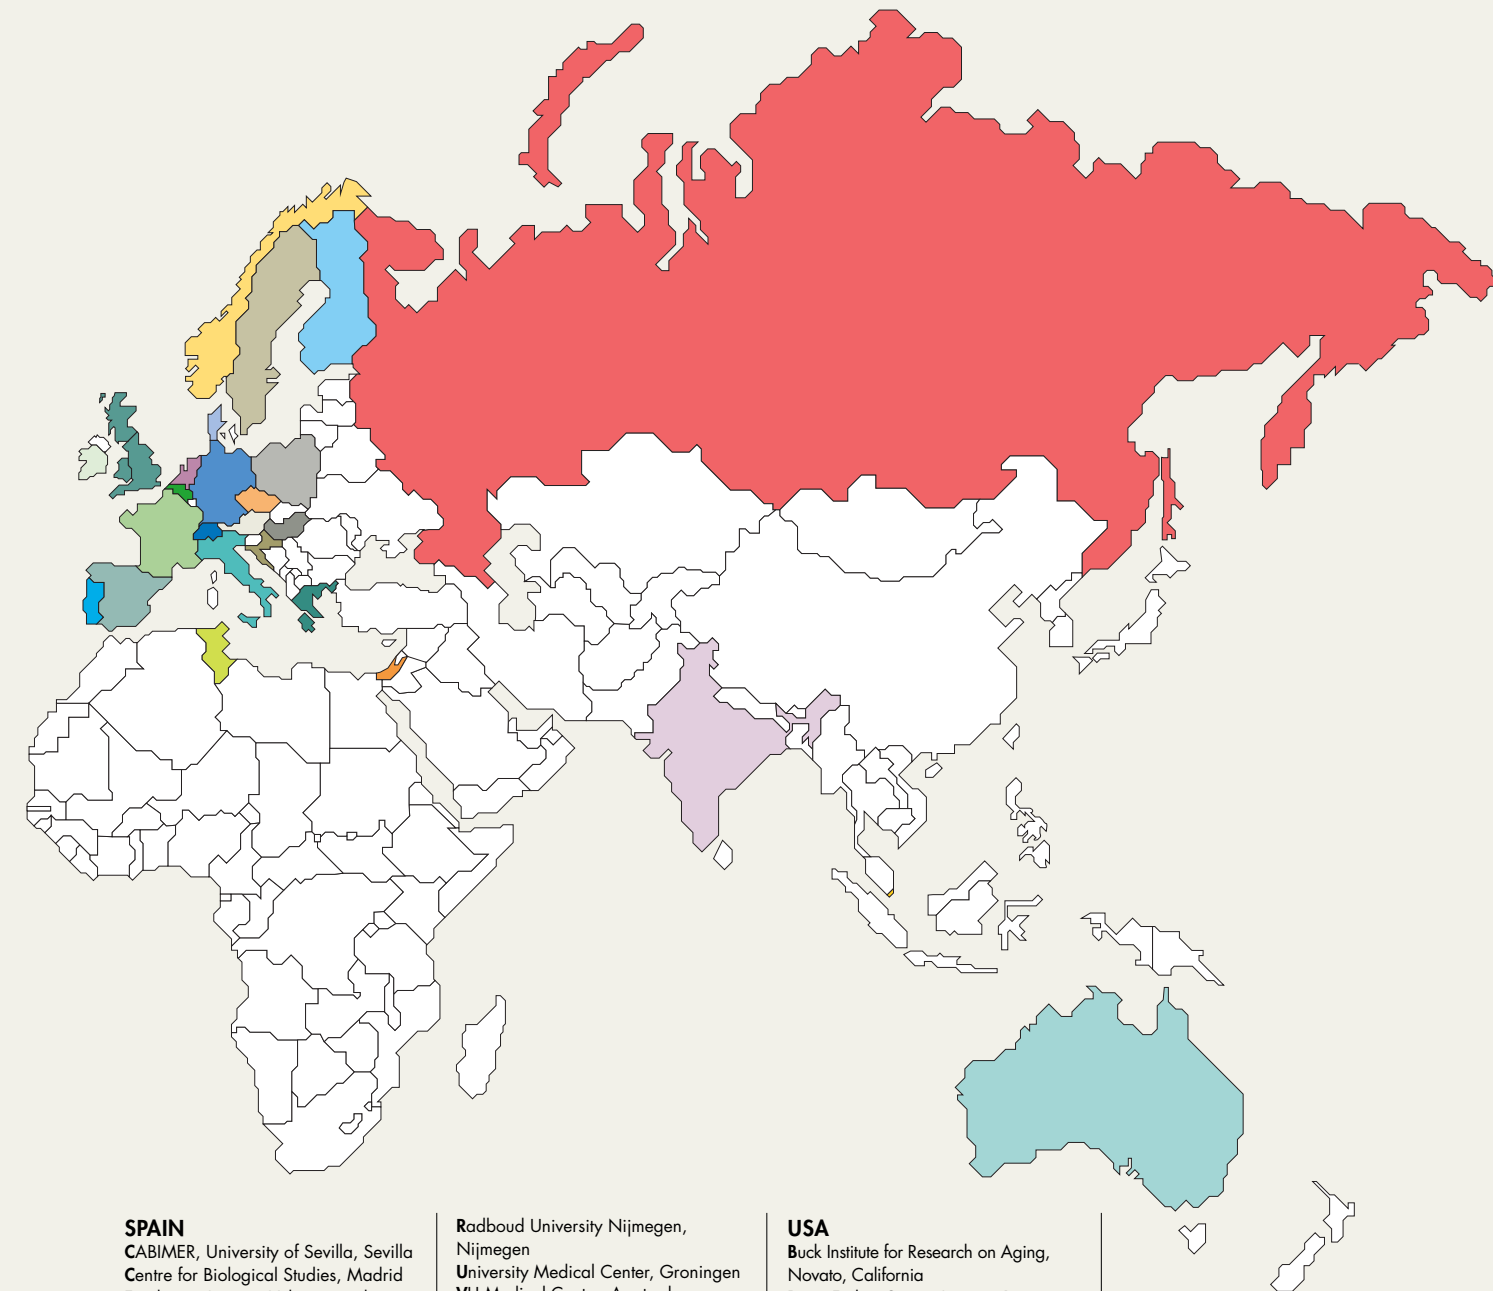 SPAIN
CABIMER, University of Sevilla, Sevilla
Centre for Biological Studies, Madrid
Radboud University Nijmegen,
Nijmegen
University Medical Center, Groningen
USA
Buck Institute for Research on Aging,
Novato, California